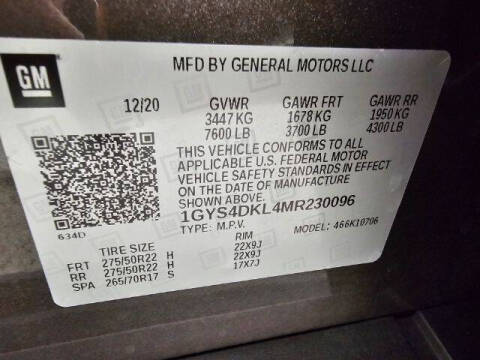 GM
MFD BY GENERAL MOTORS LLC
12/20 GVWR GAWR FRT GAWR RR
3447 KG 1678 KG 1950 KG
7600 LB 3700 LB 4300 LB
THIS VEHICLE CONFORMS TO ALL
APPLICABLE U.S. FEDERAL MOTOR
VEHICLE SAFETY STANDARDS IN EFFECT
ON THE DATE OF MANUFACTURE
SHOWN ABOVE.
1GYS4DKL4MR230096
634D TYPE: M.P.V. MODEL: 466K10706
TIRE SIZE RIM
FRT 275/50R22 H 22X9J
RR 275/50R22 H 22X9J
SPA 265/70R17 S 17X7J